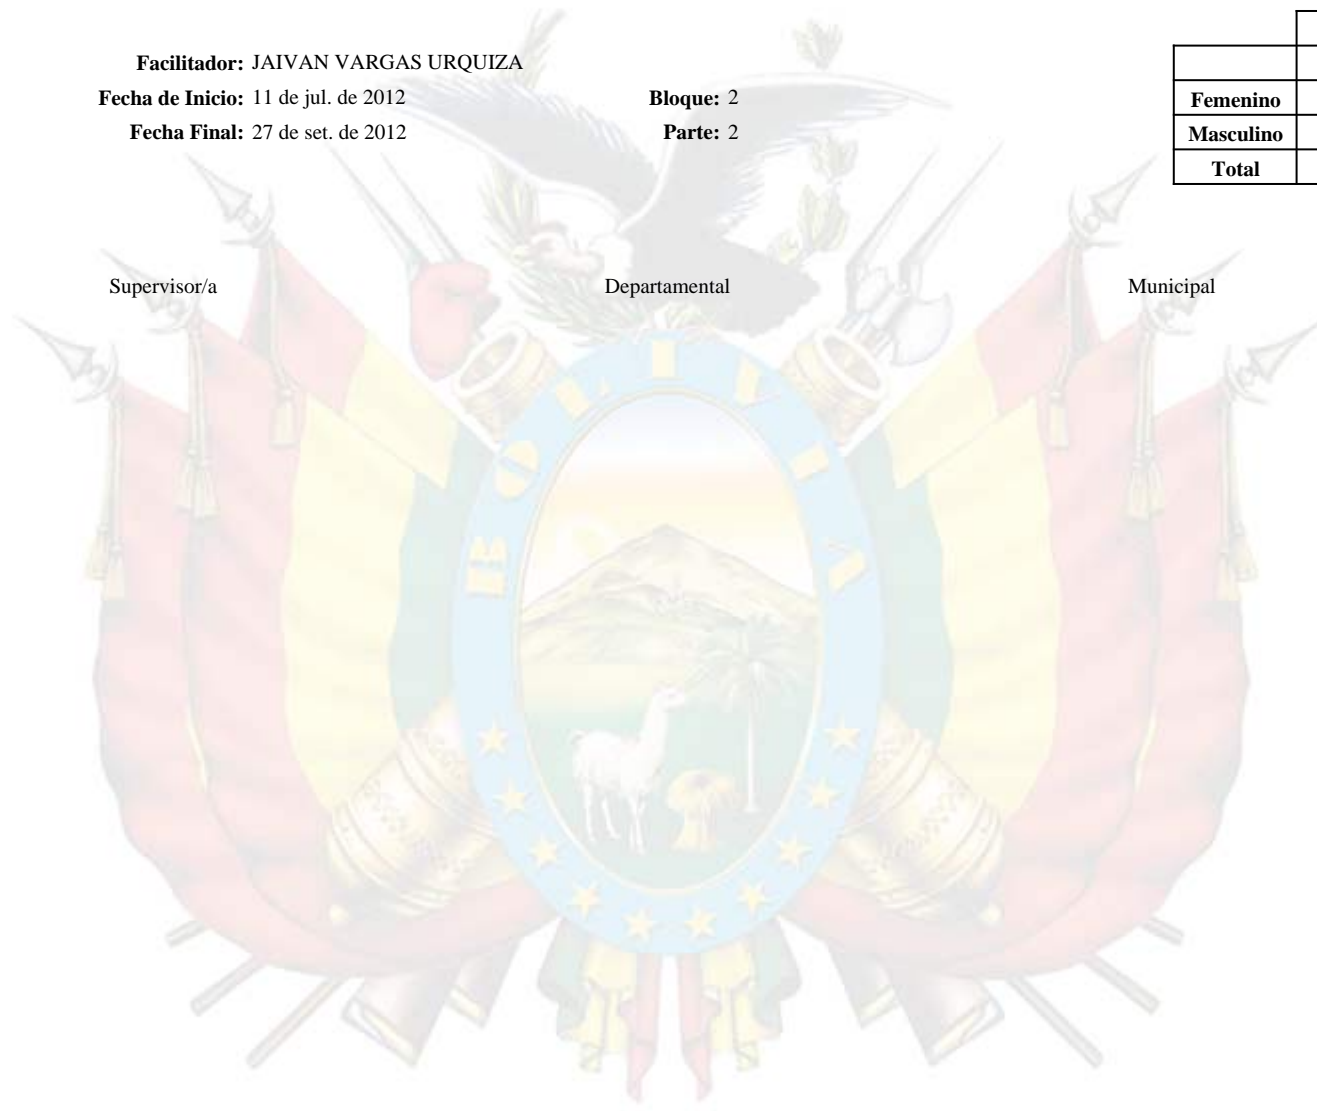 Facilitador: JAIVAN VARGAS URQUIZA
Fecha de Inicio: 11 de jul. de 2012 Bloque: 2
Fecha Final: 27 de set. de 2012 Parte: 2
Femenino
Masculino
Total
Supervisor/a Departamental Municipal
BOLIVIA